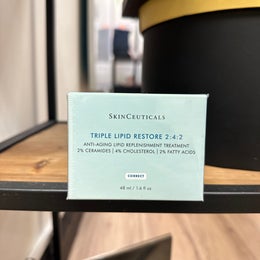 SKINCEUTICALS
TRIPLE LIPID RESTORE 2:4:2
ANTI-AGING LIPID REPLENISHMENT TREATMENT
2% CERAMIDES | 4% CHOLESTEROL | 2% FATTY ACIDS
CORRECT
48 ml / 1.6 fl oz